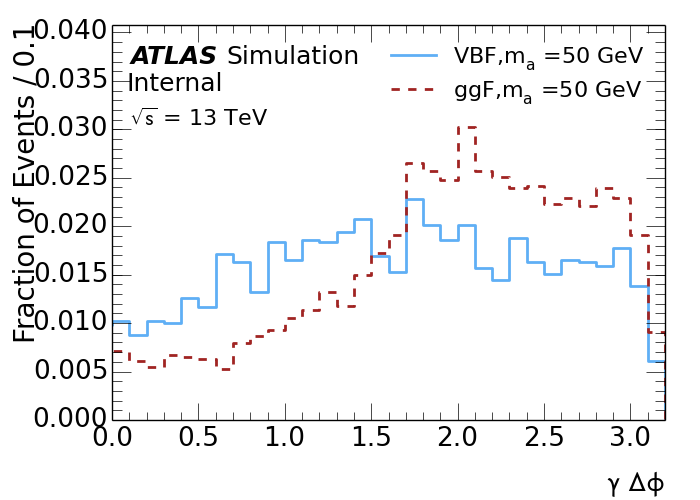 ATLAS Simulation
Internal
√s = 13 TeV
VBF,mₐ =50 GeV
ggF,mₐ =50 GeV
Fraction of Events / 0.1
0.040
0.035
0.030
0.025
0.020
0.015
0.010
0.005
0.000
0.0 0.5 1.0 1.5 2.0 2.5 3.0
γ Δϕ